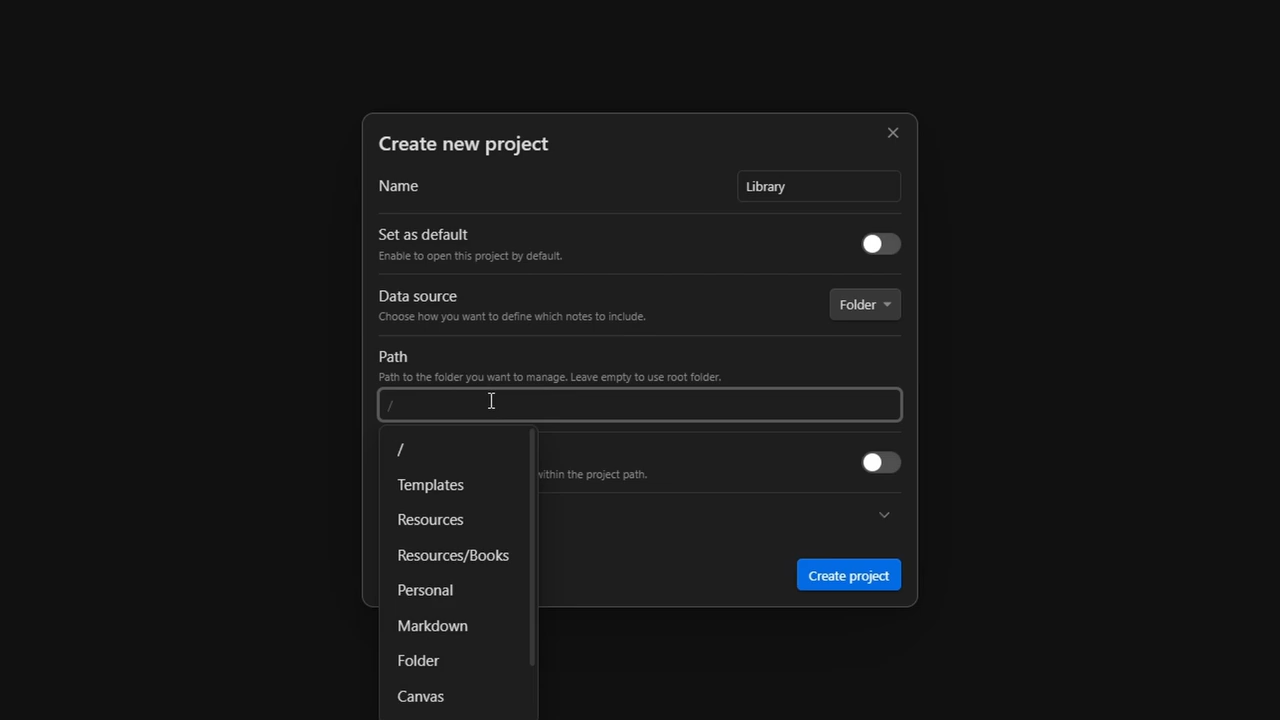 Create new project
Name
Library
Set as default
Enable to open this project by default.
Data source
Choose how you want to define which notes to include.
Folder
Path
Path to the folder you want to manage. Leave empty to use root folder.
/
/
Templates
Resources
Resources/Books
Personal
Markdown
Folder
Canvas
within the project path.
Create project